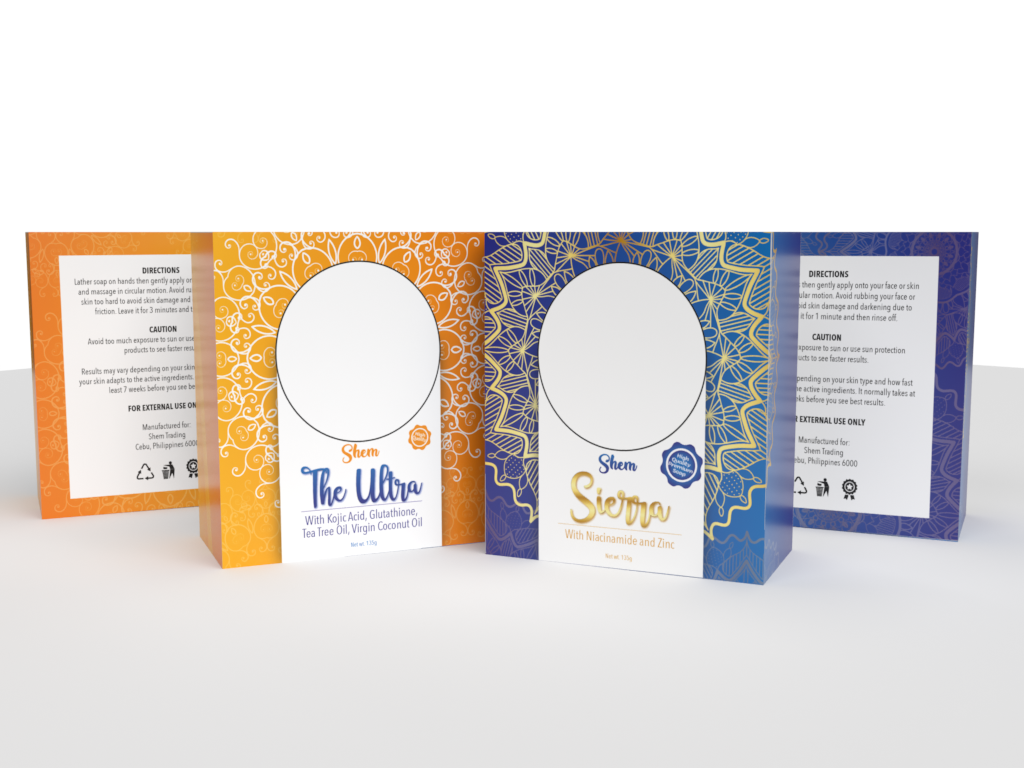 DIRECTIONS
Lather soap on hands then gently apply or
and massage in circular motion. Avoid ru
skin too hard to avoid skin damage and
friction. Leave it for 3 minutes and t
CAUTION
Avoid too much exposure to sun or use
products to see faster resu
Results may vary depending on your skin
your skin adapts to the active ingredients.
least 7 weeks before you see be
FOR EXTERNAL USE ON
Manufactured for:
Shem Trading
Cebu, Philippines 6000
Shem
The Ultra
With Kojic Acid, Glutathione,
Tea Tree Oil, Virgin Coconut Oil
Net wt. 135g
High
Quality
Premium
Soap
Shem
Sierra
With Niacinamide and Zinc
Net wt. 135g
DIRECTIONS
then gently apply onto your face or skin
ular motion. Avoid rubbing your face or
oid skin damage and darkening due to
it for 1 minute and then rinse off.
CAUTION
xposure to sun or use sun protection
ucts to see faster results.
epending on your skin type and how fast
he active ingredients. It normally takes at
eks before you see best results.
EXTERNAL USE ONLY
Manufactured for:
Shem Trading
ebu, Philippines 6000